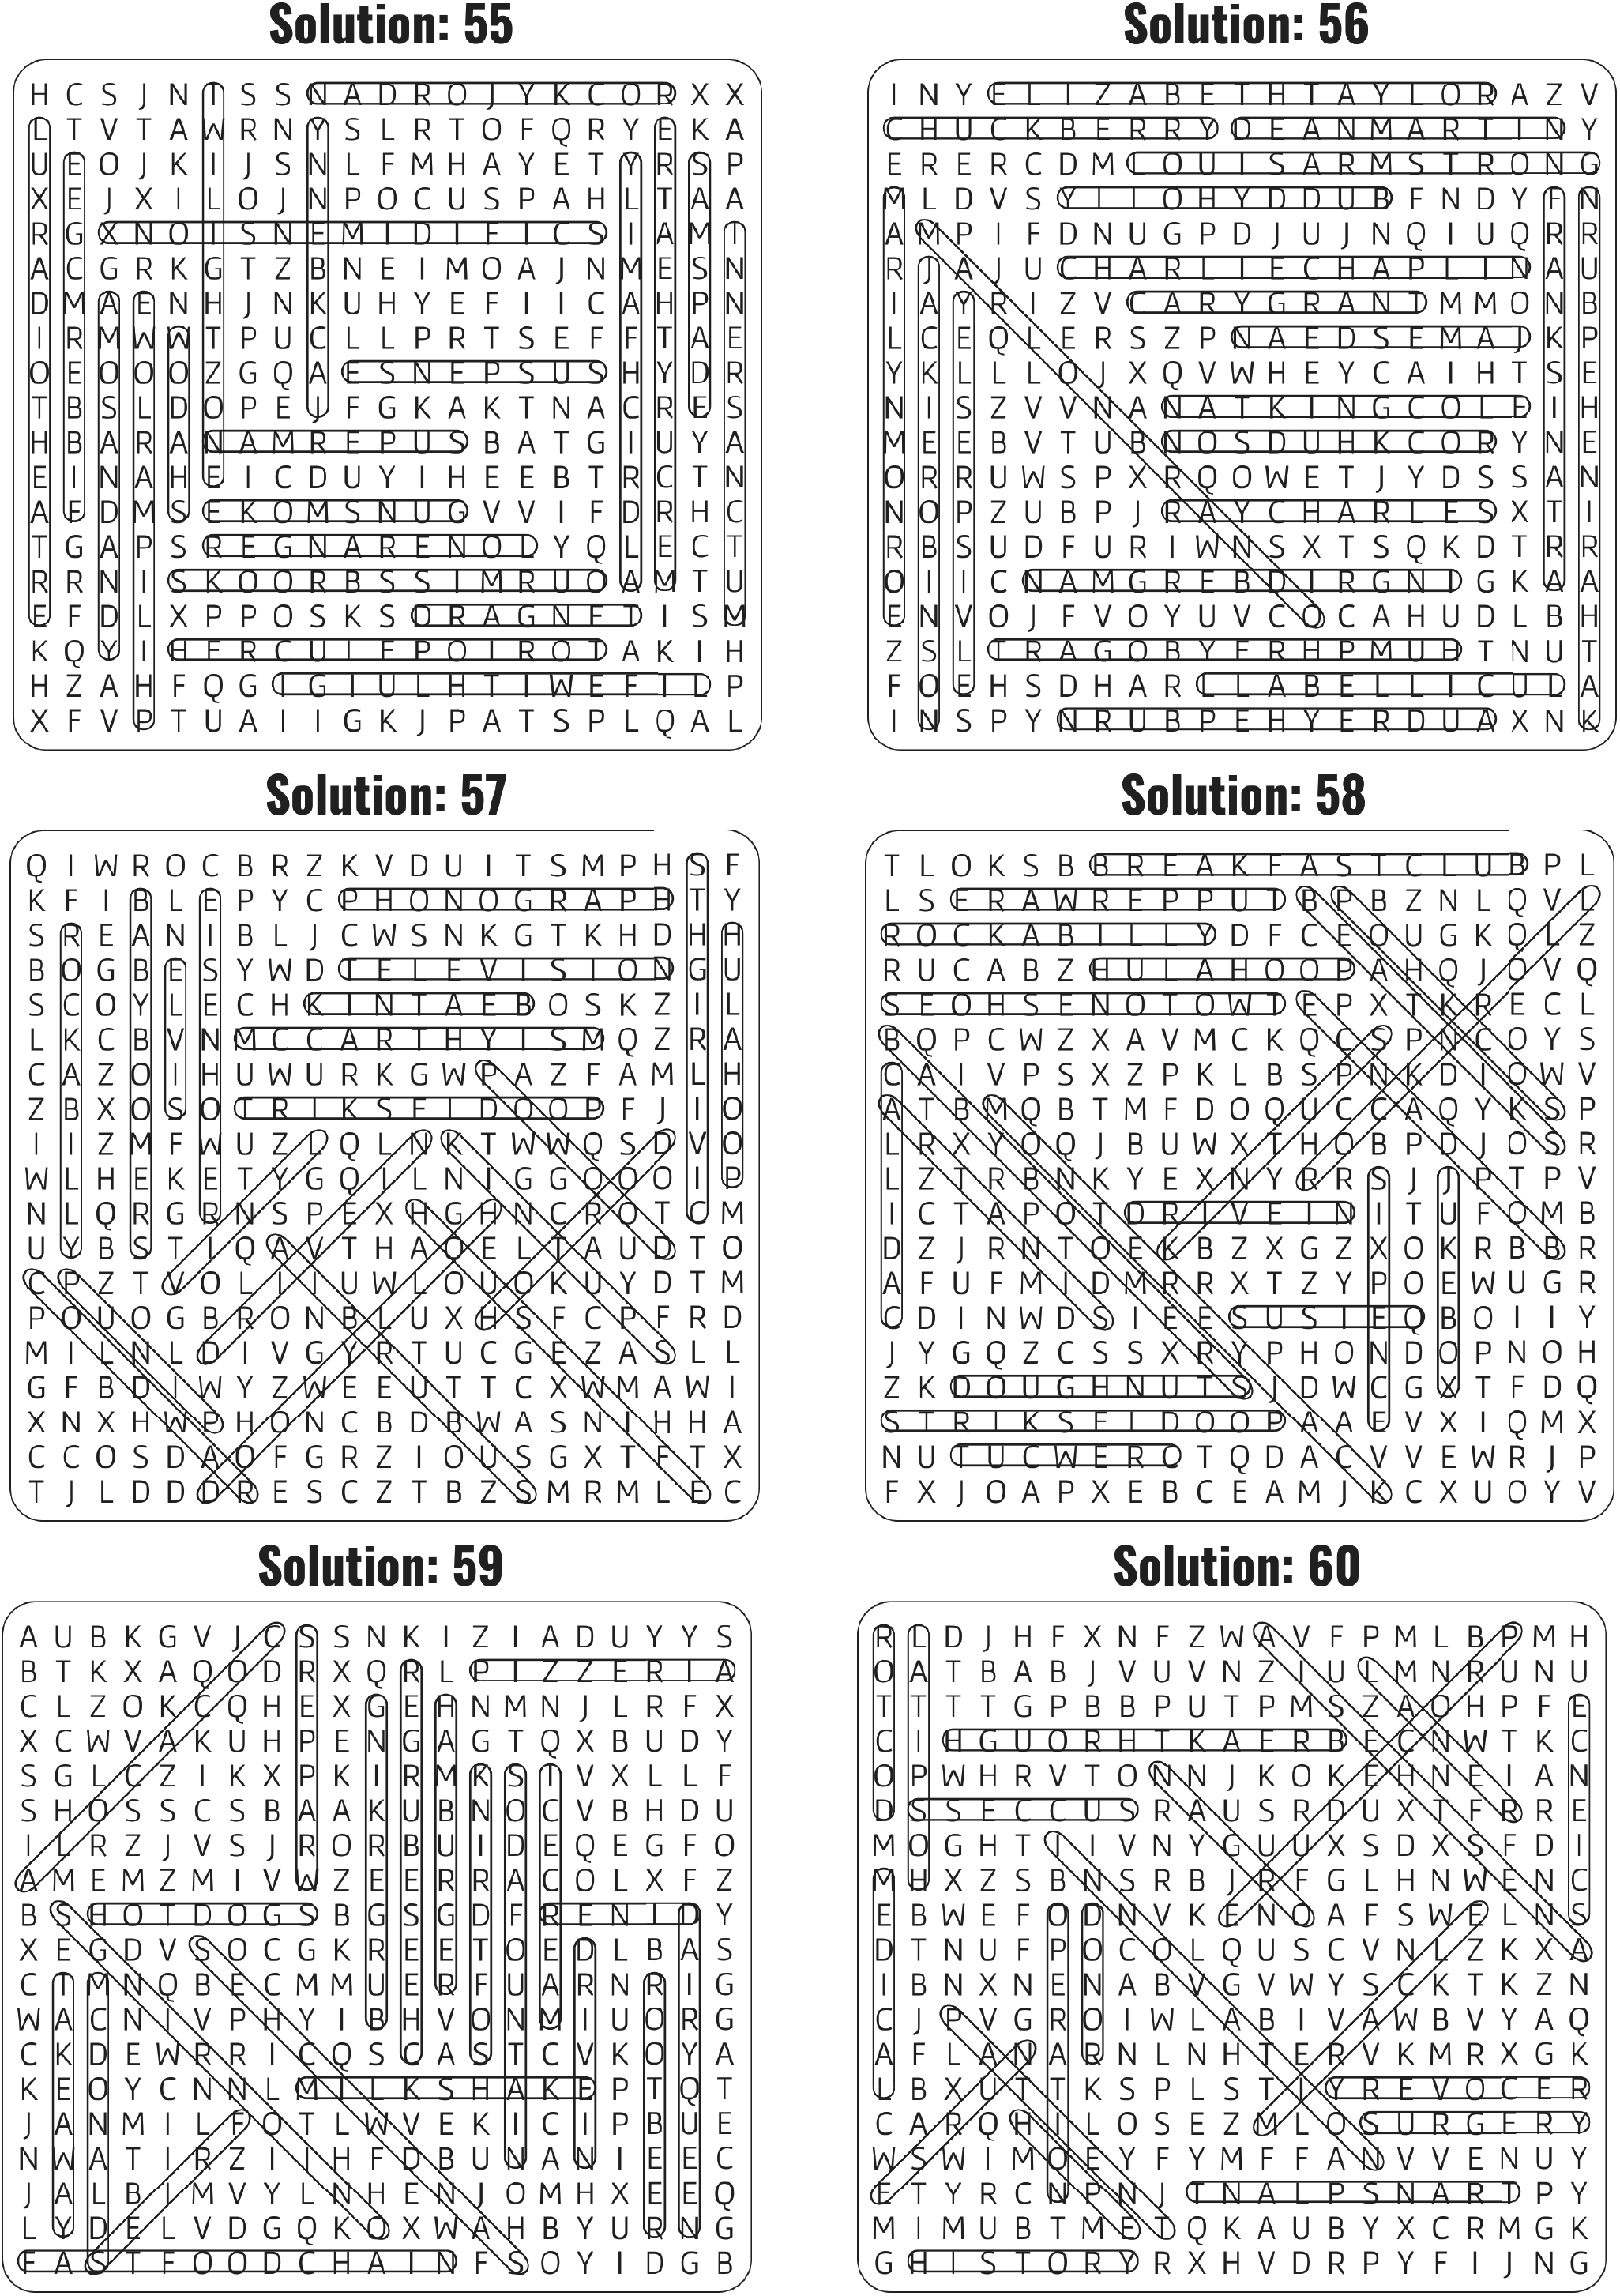 Solution: 55
H C S J N T S S N A D R O J Y K C O R X X
L T V T A W R N Y S L R T O F Q R Y E K A
U E O J K I J S N L F M H A Y E T Y R S P
X E J X I L O J N P O C U S P A H L T A A
R G X N O I S N E M I D I F I C S I A M I
A C G R K G T Z B N E I M O A J N M E S N
D M A E N H J N K U H Y E F I I C A H P N
I R M W W T P U C L L P R T S E F F T A E
O E O O O Z G Q A E S N E P S U S H Y D R
T B S L D O P E J F G K A K T N A C R E S
H B A R A N A M R E P U S B A T G I U Y A
E I N A H E I C D U Y I H E E B T R C T N
A F D M S E K O M S N U G V V I F D R H C
T G A P S R E G N A R E N O L Y Q L E C T
R R N I S K O O R B S S I M R U O A M T U
E F D L X P P O S K S D R A G N E T I S M
K Q Y I H E R C U L E P O I R O T A K I H
H Z A H F Q G I G I U L H T I W E F I L P
X F V P T U A I I G K J P A T S P L Q A L
Solution: 56
I N Y E L I Z A B E T H T A Y L O R A Z V
C H U C K B E R R Y D E A N M A R T I N Y
E R E R C D M L O U I S A R M S T R O N G
M L D V S Y L L O H Y D D U B F N D Y F N
A M P I F D N U G P D J U J N Q I U Q R R
R J A J U C H A R L I E C H A P L I N A U
I A Y R I Z V C A R Y G R A N T M M O N B
L C E Q L E R S Z P N A E D S E M A J K P
Y K L L L O J X Q V W H E Y C A I H T S E
N I S Z V V N A N A T K I N G C O L E I H
M E E B V T U B N O S D U H K C O R Y N E
O R R U W S P X R Q O W E T J Y D S S A N
N O P Z U B P J R A Y C H A R L E S X T I
R B S U D F U R I W N S X T S Q K D T R R
O I I C N A M G R E B D I R G N I G K A A
E N V O J F V O Y U V C O C A H U D L B H
Z S L T R A G O B Y E R H P M U H T N U T
F O E H S D H A R L L A B E L L I C U L A
I N S P Y N R U B P E H Y E R D U A X N K
Solution: 57
Q I W R O C B R Z K V D U I T S M P H S F
K F I B L E P Y C P H O N O G R A P H T Y
S R E A N I B L J C W S N K G T K H D H H
B O G B E S Y W D T E L E V I S I O N G U
S C O Y L E C H K I N T A E B O S K Z I L
L K C B V N M C C A R T H Y I S M Q Z R A
C A Z O I H U W U R K G W P A Z F A M L H
Z B X O S O T R I K S E L D O O P F J I O
I I Z M F W U Z L Q L N K T W W Q S D V O
W L H E K E T Y G Q I L N I G G O O O I P
N L Q R G R N S P E X H G H N C R O T C M
U Y B S T I Q A V T H A O E L T A U D T O
C P Z T V O L I I U W L O U O K U Y D T M
P O U O G B R O N B L U X H S F C P F R D
M I L N L D I V G Y R T U C G E Z A S L L
G F B D I W Y Z W E E U T T C X W M A W I
X N X H W P H O N C B D B W A S N I H H A
C C O S D A O F G R Z I O U S G X T F T X
T J L D D D R E S C Z T B Z S M R M L E C
Solution: 58
T L O K S B B R E A K F A S T C L U B P L
L S E R A W R E P P U T B P B Z N L Q V L
R O C K A B I L L Y D F C E O U G K Q L Z
R U C A B Z H U L A H O O P A H Q J O V Q
S E O H S E N O T O W T E P X T K R E C L
B Q P C W Z X A V M C K Q C S P N C O Y S
C A I V P S X Z P K L B S P N K D I O W V
A T B M Q B T M F D O Q U C C A Q Y K S P
L R X Y O Q J B U W X T H O B P D J O S R
L Z T R B N K Y E X N Y R R S J J P T P V
I C T A P O T D R I V E I N I T U F O M B
D Z J R N T O E K B Z X G Z X O K R B B R
A F U F M I D M R R X T Z Y P O E W U G R
C D I N W D S I E E S U S I E Q B O I I Y
J Y G Q Z C S S X R Y P H O N D O P N O H
Z K D O U G H N U T S J D W C G X T F D Q
S T R I K S E L D O O P A A E V X I Q M X
N U T U C W E R C T Q D A C V V E W R J P
F X J O A P X E B C E A M J K C X U O Y V
Solution: 59
A U B K G V J C S S N K I Z I A D U Y Y S
B T K X A Q O D R X Q R L P I Z Z E R I A
C L Z O K C Q H E X G E H N M N J L R F X
X C W V A K U H P E N G A G T Q X B U D Y
S G L C Z I K X P K I R M K S T V X L L F
S H O S S C S B A A K U B N O C V B H D U
I L R Z J V S J R O R B U I D E Q E G F O
A M E M Z M I V W Z E E R R A C O L X F Z
B S H O T D O G S B G S G D F R E N I D Y
X E G D V S O C G K R E E T O E D L B A S
C T M N Q B E C M M U E R F U A R N R I G
W A C N I V P H Y I B H V O N M I U O R G
C K D E W R R I C Q S C A S T C V K O Y A
K E O Y C N N L M I L K S H A K E P T Q T
J A N M I L F O T L W V E K I C I P B U E
N W A T I R Z I I H F D B U N A N I E E C
J A L B I M V Y L N H E N J O M H X E E Q
L Y D E L V D G Q K O X W A H B Y U R N G
F A S T F O O D C H A I N F S O Y I D G B
Solution: 60
R L D J H F X N F Z W A V F P M L B P M H
O A T B A B J V U V N Z I U L M N R U N U
T T T T G P B B P U T P M S Z A O H P F E
C I H G U O R H T K A E R B E C N W T K C
O P W H R V T O N N J K O K E H N E I A N
D S S E C C U S R A U S R D U X T F R R E
M O G H T I I V N Y G U U X S D X S F D I
M H X Z S B N S R B J R F G L H N W E N C
E B W E F O D N V K E N O A F S W E L N S
D T N U F P O C O L Q U S C V N L Z K X A
I B N X N E N A B V G V W Y S C K T K Z N
C J P V G R O I W L A B I V A W B V Y A Q
A F L A N A R N L N H T E R V K M R X G K
L B X U T T K S P L S T I Y R E V O C E R
C A R Q H I L O S E Z M L O S U R G E R Y
W S W I M O E Y F Y M F F A N V V E N U Y
E T Y R C N P N J T N A L P S N A R T P Y
M I M U B T M E T Q K A U B Y X C R M G K
G H I S T O R Y R X H V D R P Y F I J N G